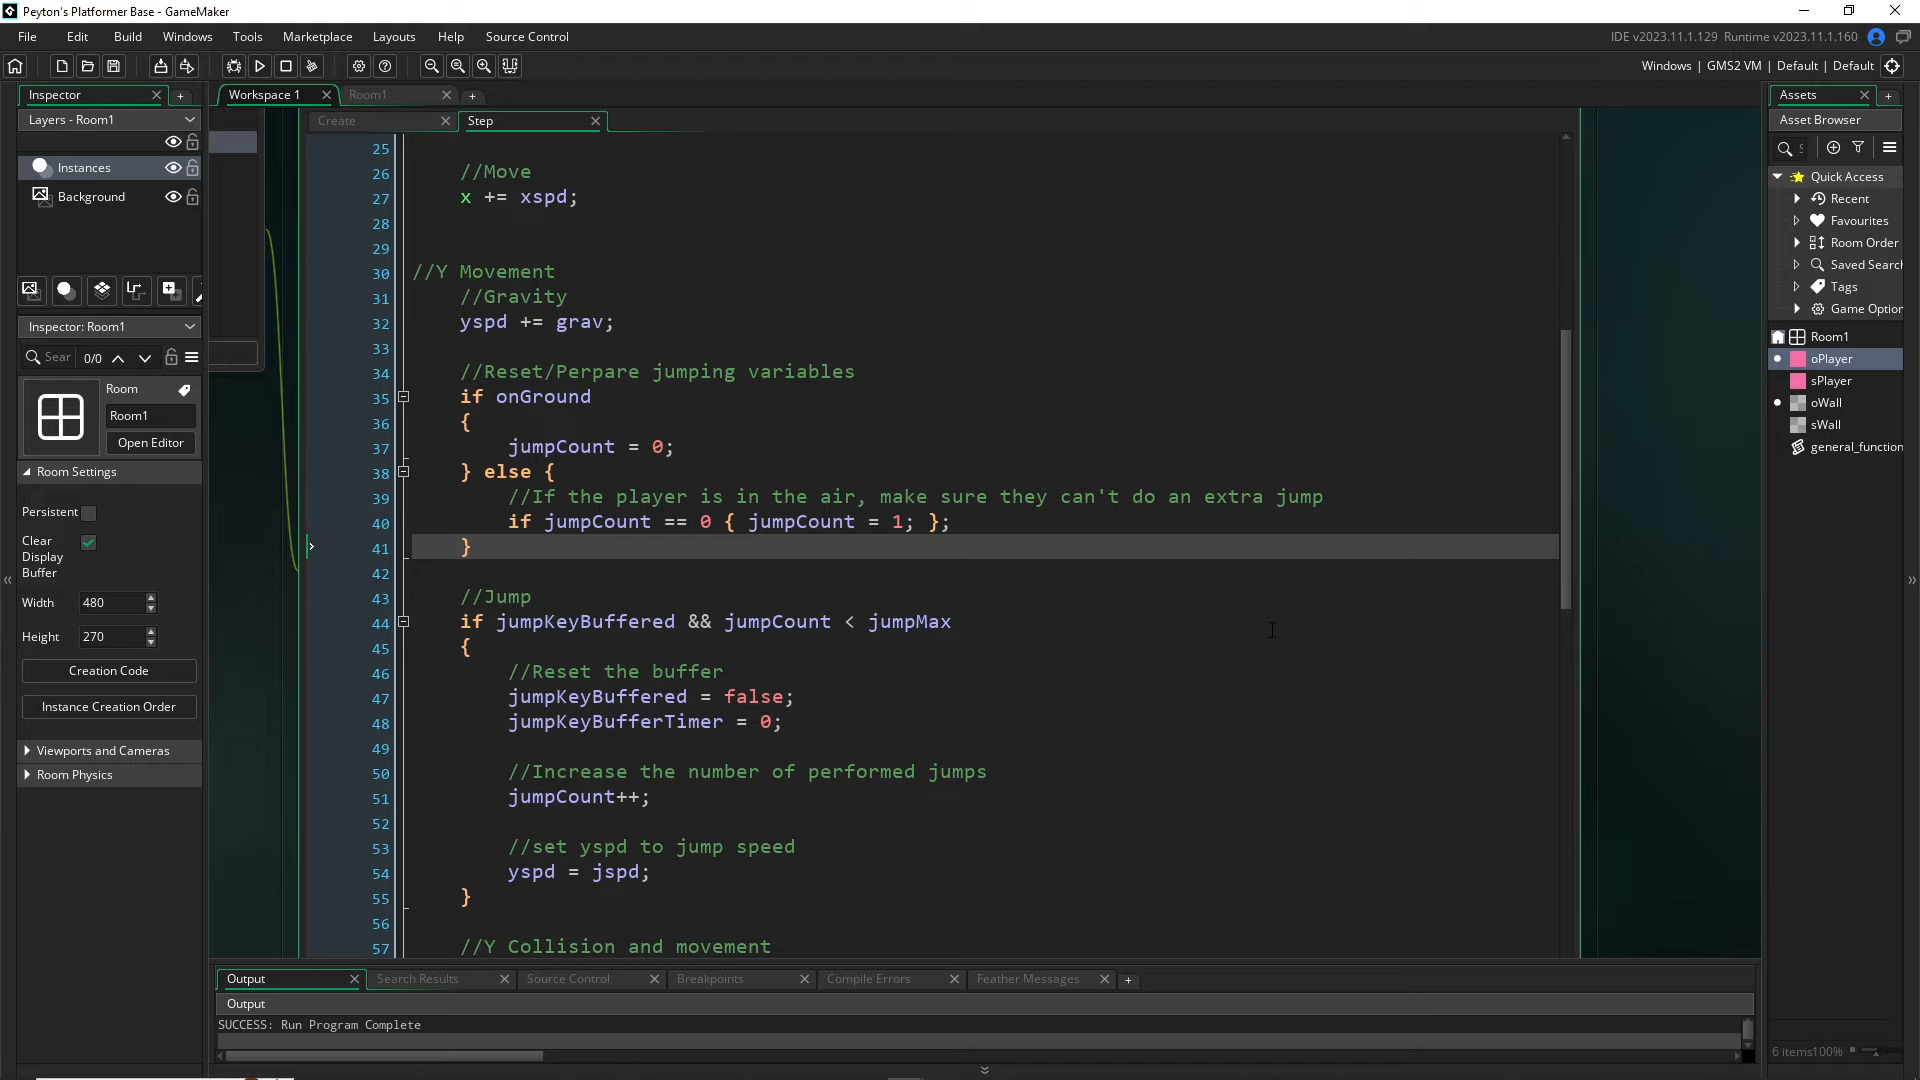 Peyton's Platformer Base - GameMaker
File Edit Build Windows Tools Marketplace Layouts Help Source Control
IDE v2023.11.1.129 Runtime v2023.11.1.160
Windows | GMS2 VM | Default | Default
Inspector
Layers - Room1
Instances
Background
Inspector: Room1
Sear 0/0
Room
Room1
Open Editor
Room Settings
Persistent
Clear
Display
Buffer
Width 480
Height 270
Creation Code
Instance Creation Order
Viewports and Cameras
Room Physics
Workspace 1 Room1
Create Step
25
26 //Move
27 x += xspd;
28
29
30 //Y Movement
31 //Gravity
32 yspd += grav;
33
34 //Reset/Perpare jumping variables
35 if onGround
36 {
37 jumpCount = 0;
38 } else {
39 //If the player is in the air, make sure they can't do an extra jump
40 if jumpCount == 0 { jumpCount = 1; };
41 }
42
43 //Jump
44 if jumpKeyBuffered && jumpCount < jumpMax
45 {
46 //Reset the buffer
47 jumpKeyBuffered = false;
48 jumpKeyBufferTimer = 0;
49
50 //Increase the number of performed jumps
51 jumpCount++;
52
53 //set yspd to jump speed
54 yspd = jspd;
55 }
56
57 //Y Collision and movement
Output Search Results Source Control Breakpoints Compile Errors Feather Messages
Output
SUCCESS: Run Program Complete
Assets
Asset Browser
S
Quick Access
Recent
Favourites
Room Order
Saved Searc
Tags
Game Option
Room1
oPlayer
sPlayer
oWall
sWall
general_function
6 items 100%